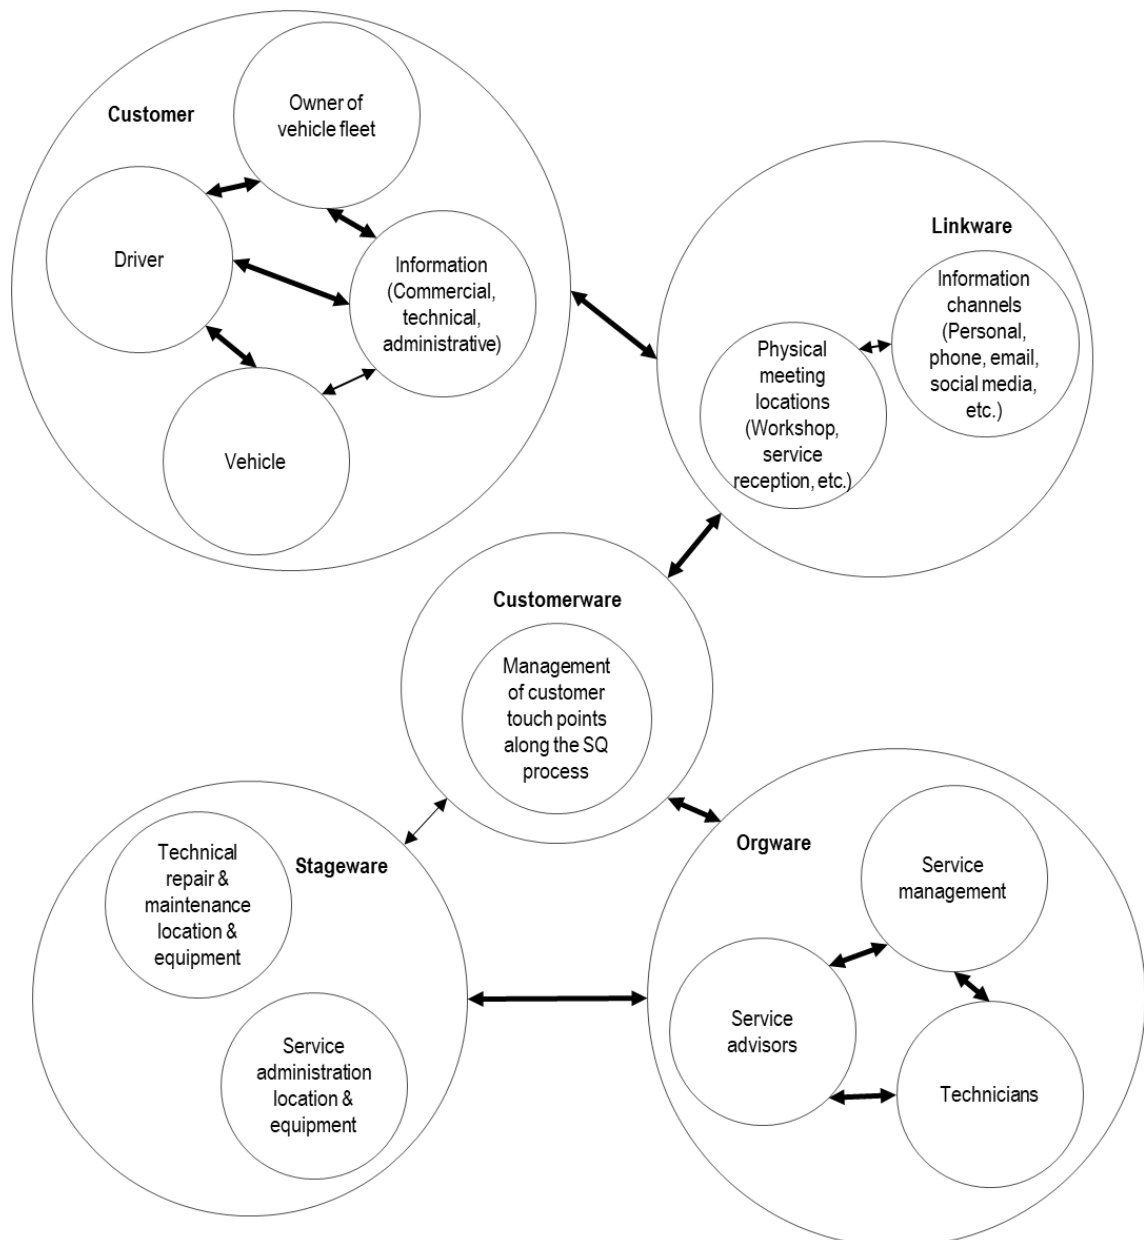 Customer
Owner of
vehicle fleet
Driver
Information
(Commercial,
technical,
administrative)
Vehicle
Linkware
Information
channels
(Personal,
phone, email,
social media,
etc.)
Physical
meeting
locations
(Workshop,
service
reception, etc.)
Customerware
Management
of customer
touch points
along the SQ
process
Stageware
Technical
repair &
maintenance
location &
equipment
Service
administration
location &
equipment
Orgware
Service
management
Service
advisors
Technicians